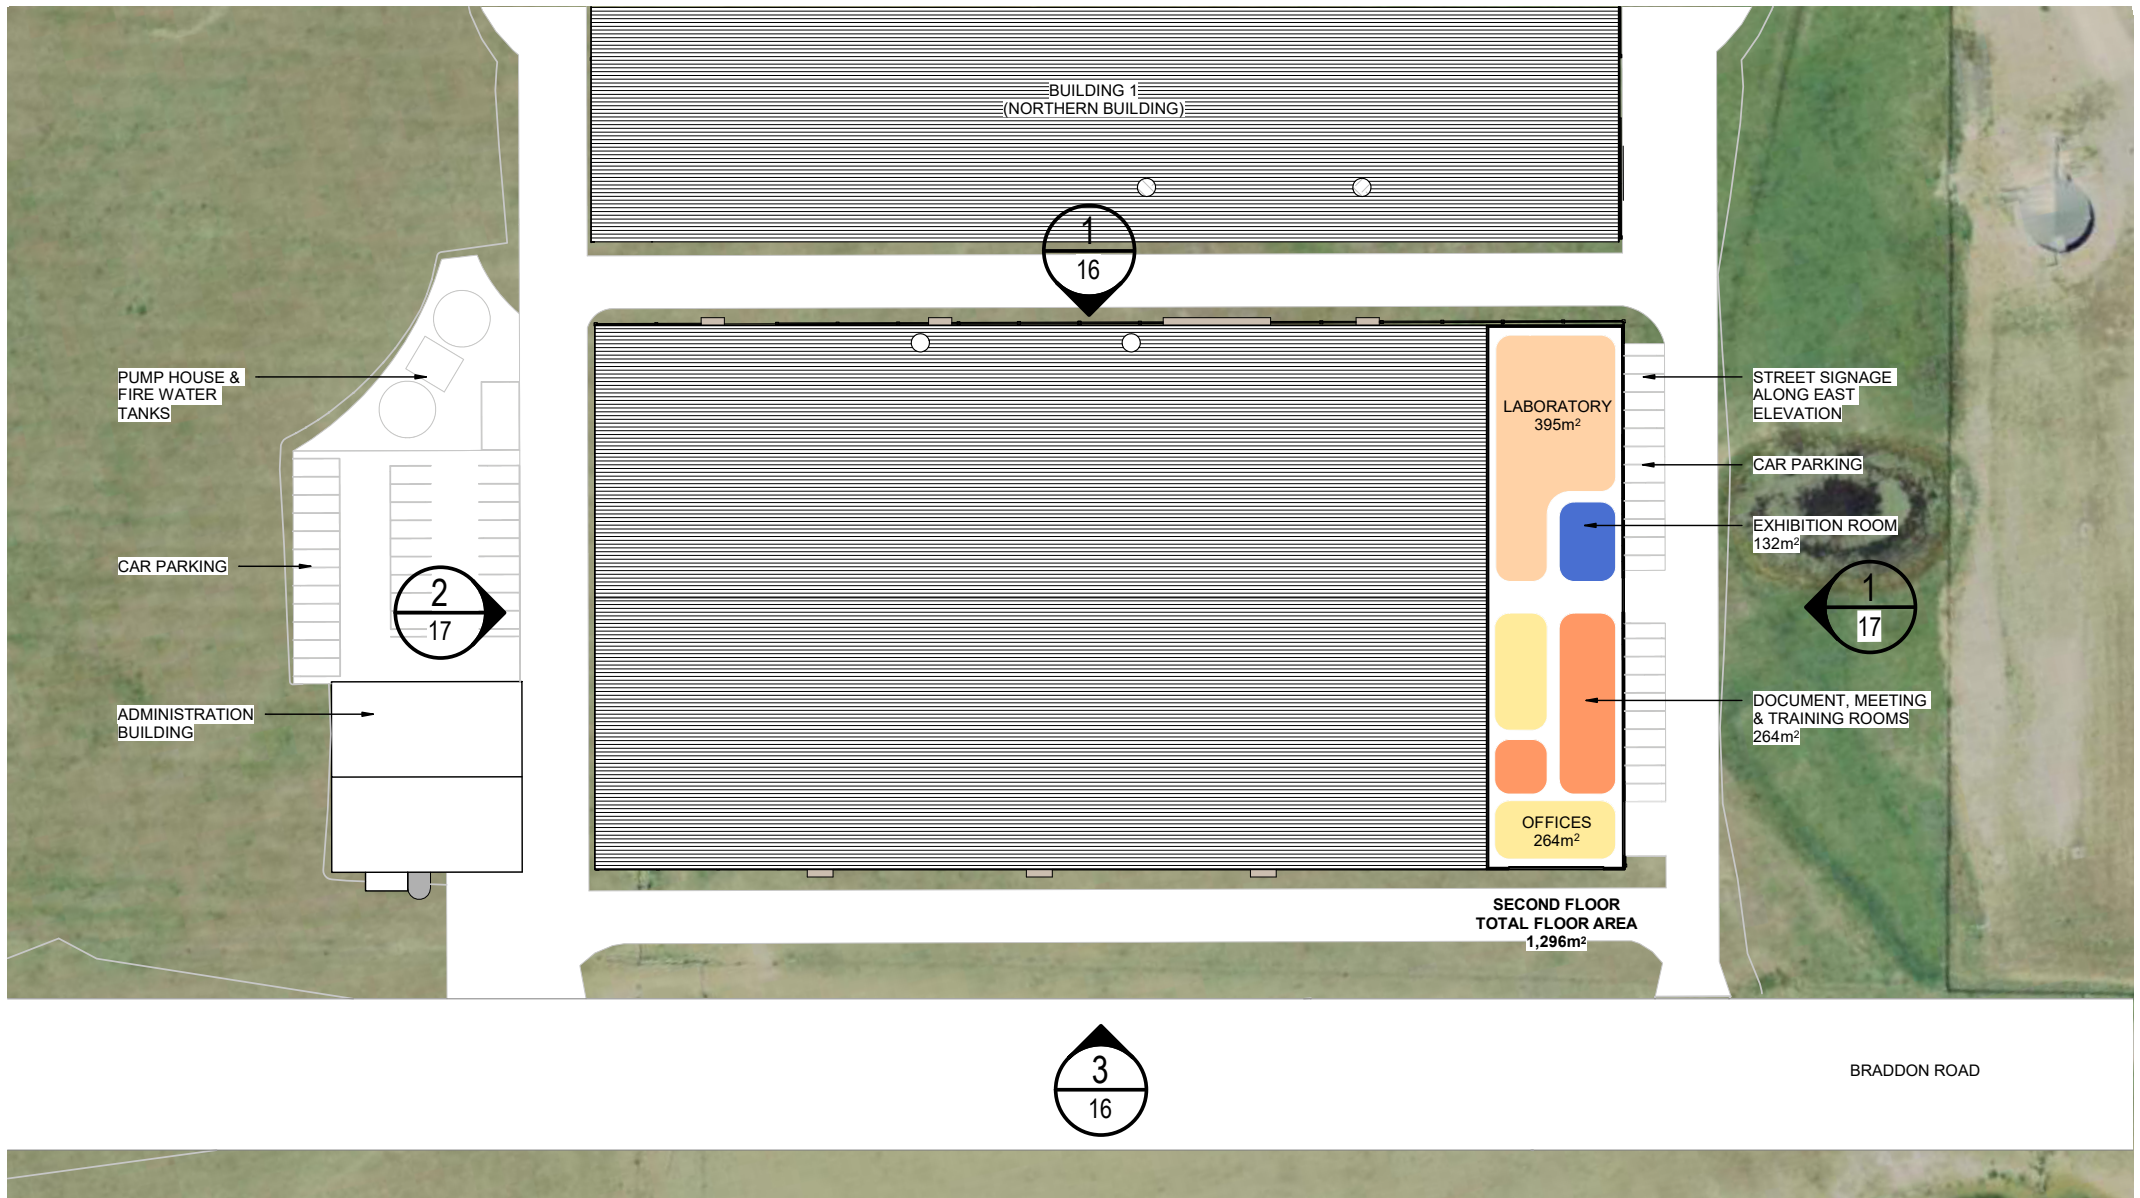 BUILDING 1
(NORTHERN BUILDING)
1
16
PUMP HOUSE &
FIRE WATER
TANKS
STREET SIGNAGE
ALONG EAST
ELEVATION
LABORATORY
395m²
CAR PARKING
EXHIBITION ROOM
132m²
CAR PARKING
2
17
1
17
ADMINISTRATION
BUILDING
DOCUMENT, MEETING
& TRAINING ROOMS
264m²
OFFICES
264m²
SECOND FLOOR
TOTAL FLOOR AREA
1,296m²
3
16
BRADDON ROAD